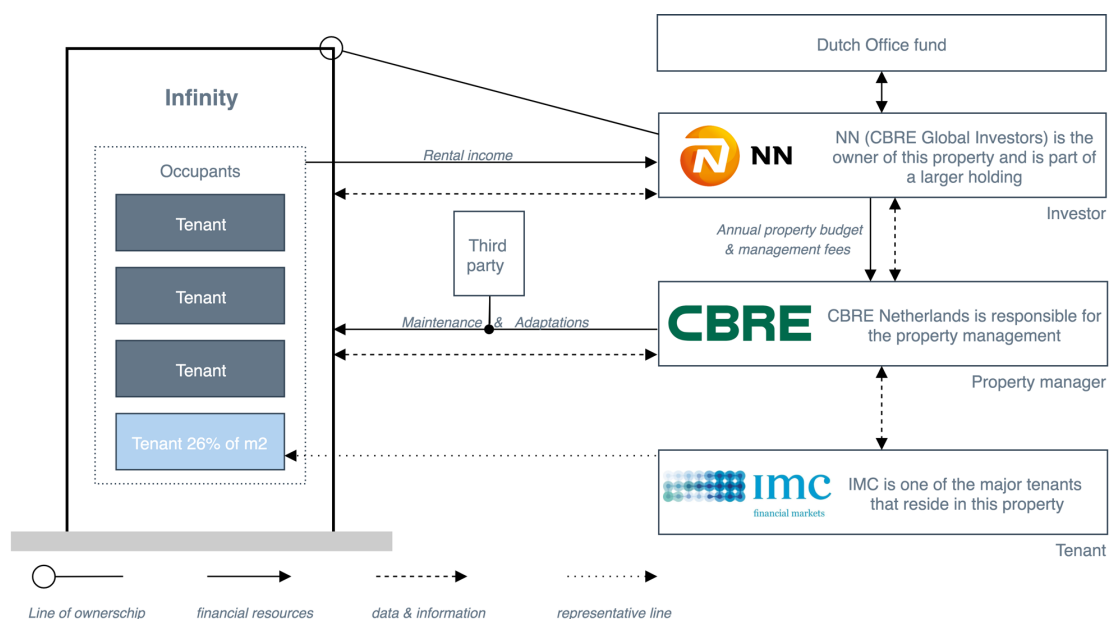 Dutch Office fund
Infinity
NN
NN (CBRE Global Investors) is the
owner of this property and is part of
a larger holding
Investor
Occupants
Rental income
Tenant
Tenant
Tenant
Tenant 26% of m2
Third
party
Annual property budget
& management fees
Maintenance & Adaptations
CBRE
CBRE Netherlands is responsible for
the property management
Property manager
imc
financial markets
IMC is one of the major tenants
that reside in this property
Tenant
Line of ownerschip
financial resources
data & information
representative line